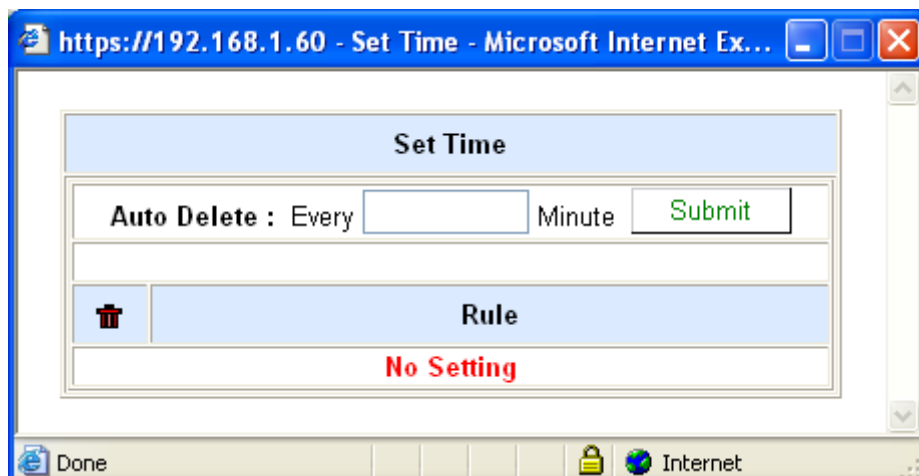 https://192.168.1.60 - Set Time - Microsoft Internet Ex...
Set Time
Auto Delete : Every Minute Submit
Rule
No Setting
Done Internet